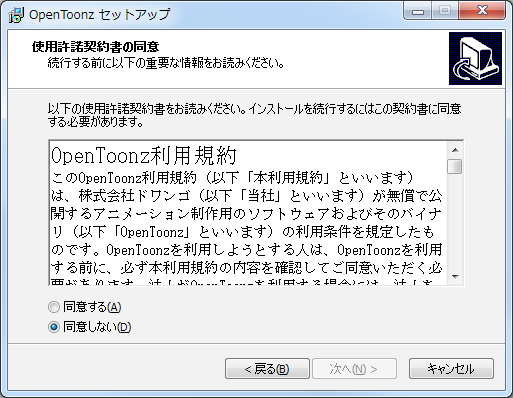 OpenToonz セットアップ
使用許諾契約書の同意
続行する前に以下の重要な情報をお読みください。
以下の使用許諾契約書をお読みください。インストールを続行するにはこの契約書に同意
する必要があります。
OpenToonz利用規約
このOpenToonz利用規約（以下「本利用規約」といいます）
は、株式会社ドワンゴ（以下「当社」といいます）が無償で公
開するアニメーション制作用のソフトウェアおよびそのバイナ
リ（以下「OpenToonz」といいます）の利用条件を規定したも
のです。OpenToonzを利用しようとする人は、OpenToonzを利用
する前に、必ず本利用規約の内容を確認してご同意いただく必
同意する(A)
同意しない(D)
< 戻る(B)
次へ(N) >
キャンセル